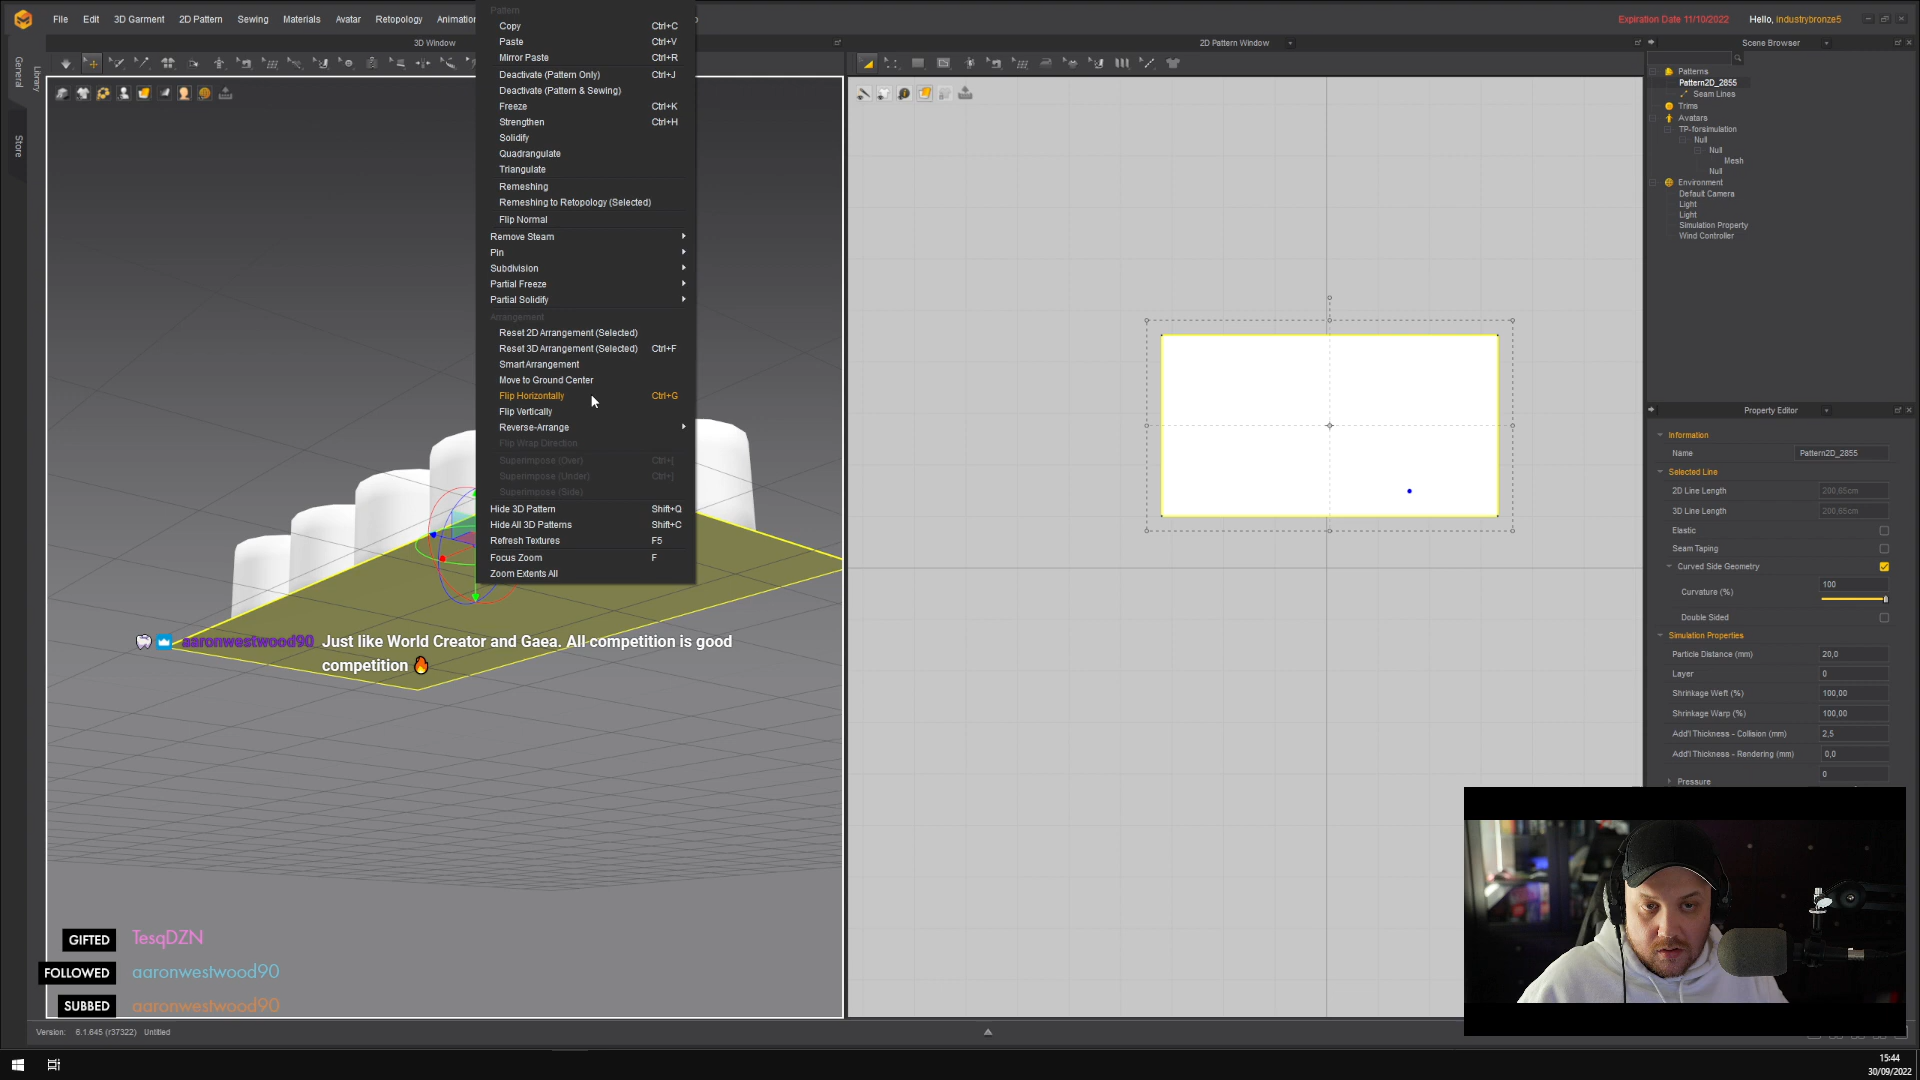 File Edit 3D Garment 2D Pattern Sewing Materials Avatar Retopology Animation
Expiration Date 11/10/2022 Hello, industrybronze5
3D Window
2D Pattern Window
Scene Browser
General
Library
Store
Pattern
Copy Ctrl+C
Paste Ctrl+V
Mirror Paste Ctrl+R
Deactivate (Pattern Only) Ctrl+J
Deactivate (Pattern & Sewing)
Freeze Ctrl+K
Strengthen Ctrl+H
Solidify
Quadrangulate
Triangulate
Remeshing
Remeshing to Retopology (Selected)
Flip Normal
Remove Steam
Pin
Subdivision
Partial Freeze
Partial Solidify
Arrangement
Reset 2D Arrangement (Selected)
Reset 3D Arrangement (Selected) Ctrl+F
Smart Arrangement
Move to Ground Center
Flip Horizontally Ctrl+G
Flip Vertically
Reverse-Arrange
Flip Wrap Direction
Superimpose (Over) Ctrl+[
Superimpose (Under) Ctrl+]
Superimpose (Side)
Hide 3D Pattern Shift+Q
Hide All 3D Patterns Shift+C
Refresh Textures F5
Focus Zoom F
Zoom Extents All
Patterns
Pattern2D_2855
Seam Lines
Trims
Avatars
TP-forsimulation
Null
Null
Mesh
Null
Environment
Default Camera
Light
Light
Simulation Property
Wind Controller
Property Editor
Information
Name Pattern2D_2855
Selected Line
2D Line Length 200,65cm
3D Line Length 200,65cm
Elastic
Seam Taping
Curved Side Geometry
100
Curvature (%)
Double Sided
Simulation Properties
Particle Distance (mm) 20,0
Layer 0
Shrinkage Weft (%) 100,00
Shrinkage Warp (%) 100,00
Add'l Thickness - Collision (mm) 2,5
Add'l Thickness - Rendering (mm) 0,0
0
Pressure
aaronwestwood90 Just like World Creator and Gaea. All competition is good
competition
GIFTED TesqDZN
FOLLOWED aaronwestwood90
SUBBED aaronwestwood90
Version: 6.1.645 (r37322) Untitled
15:44
30/09/2022